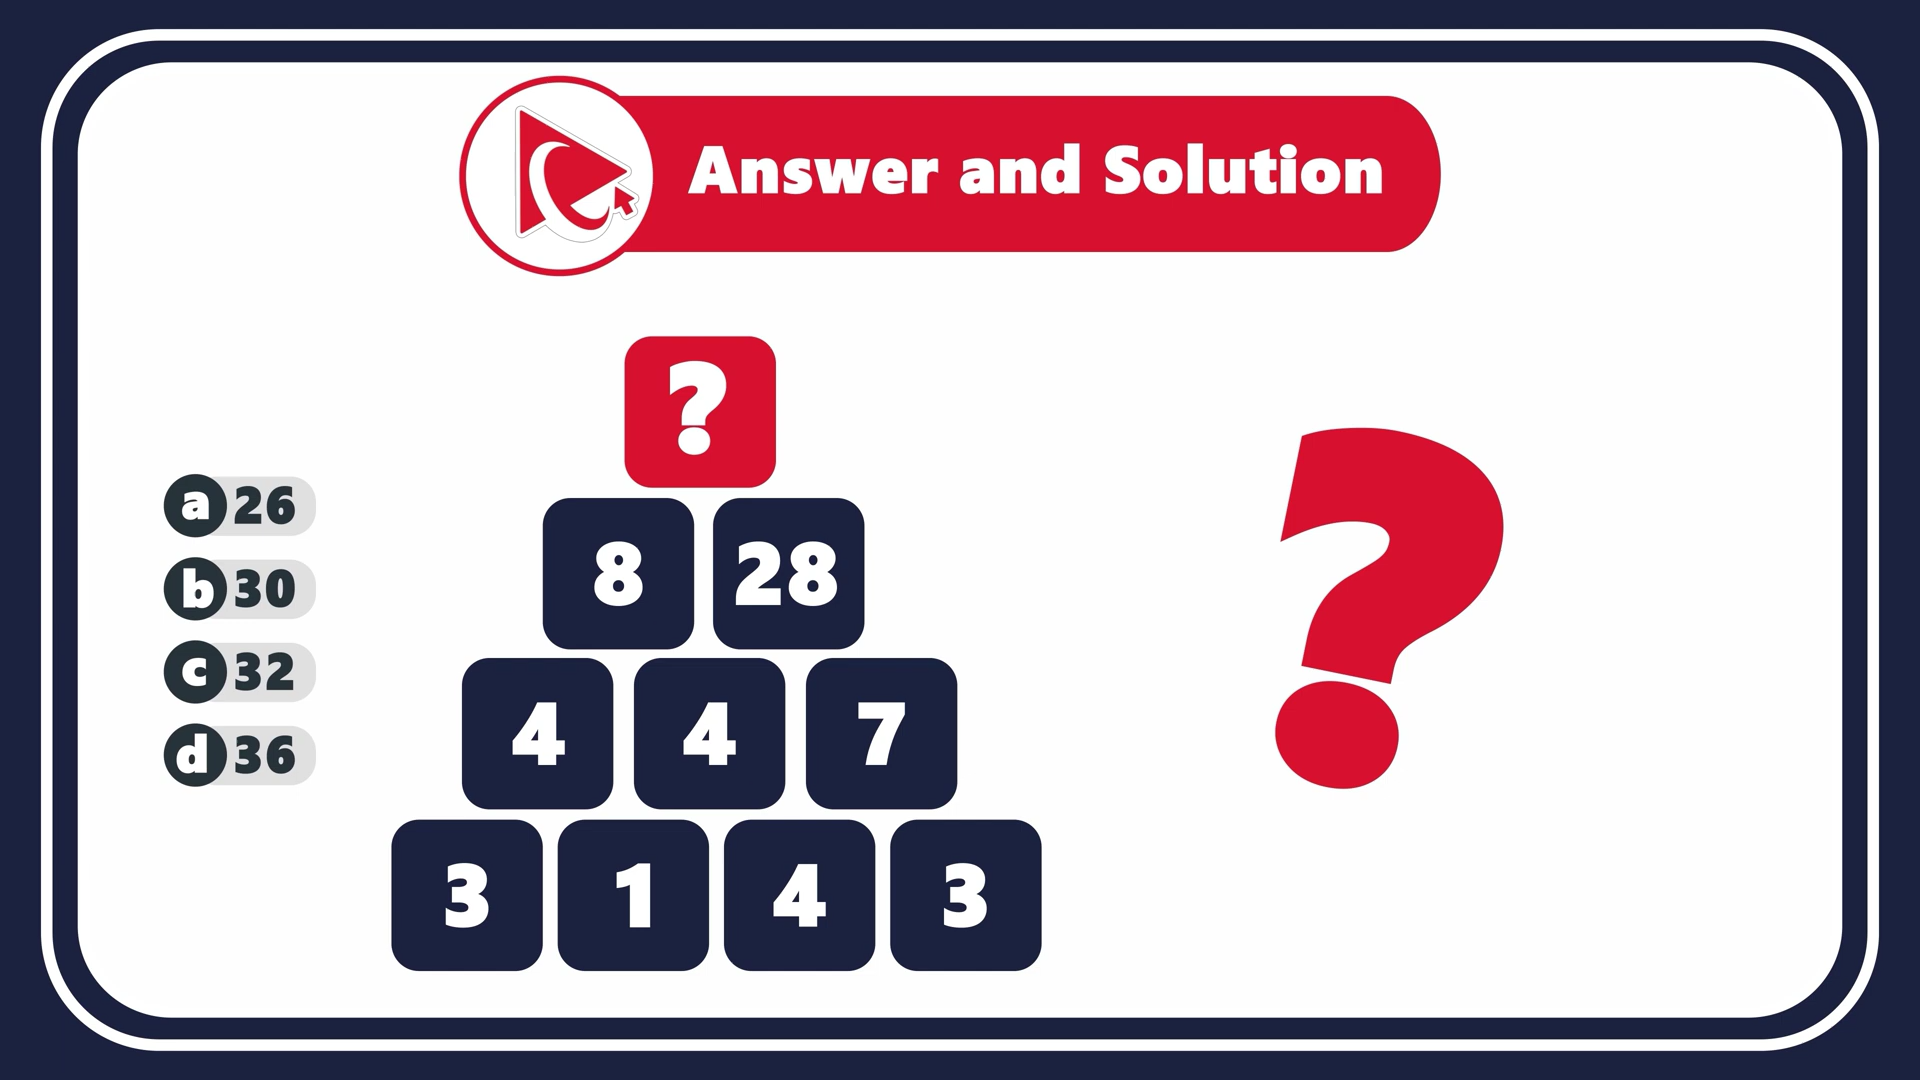 Answer and Solution
?
a 26
b 30
c 32
d 36
8 28
4 4 7
3 1 4 3
?